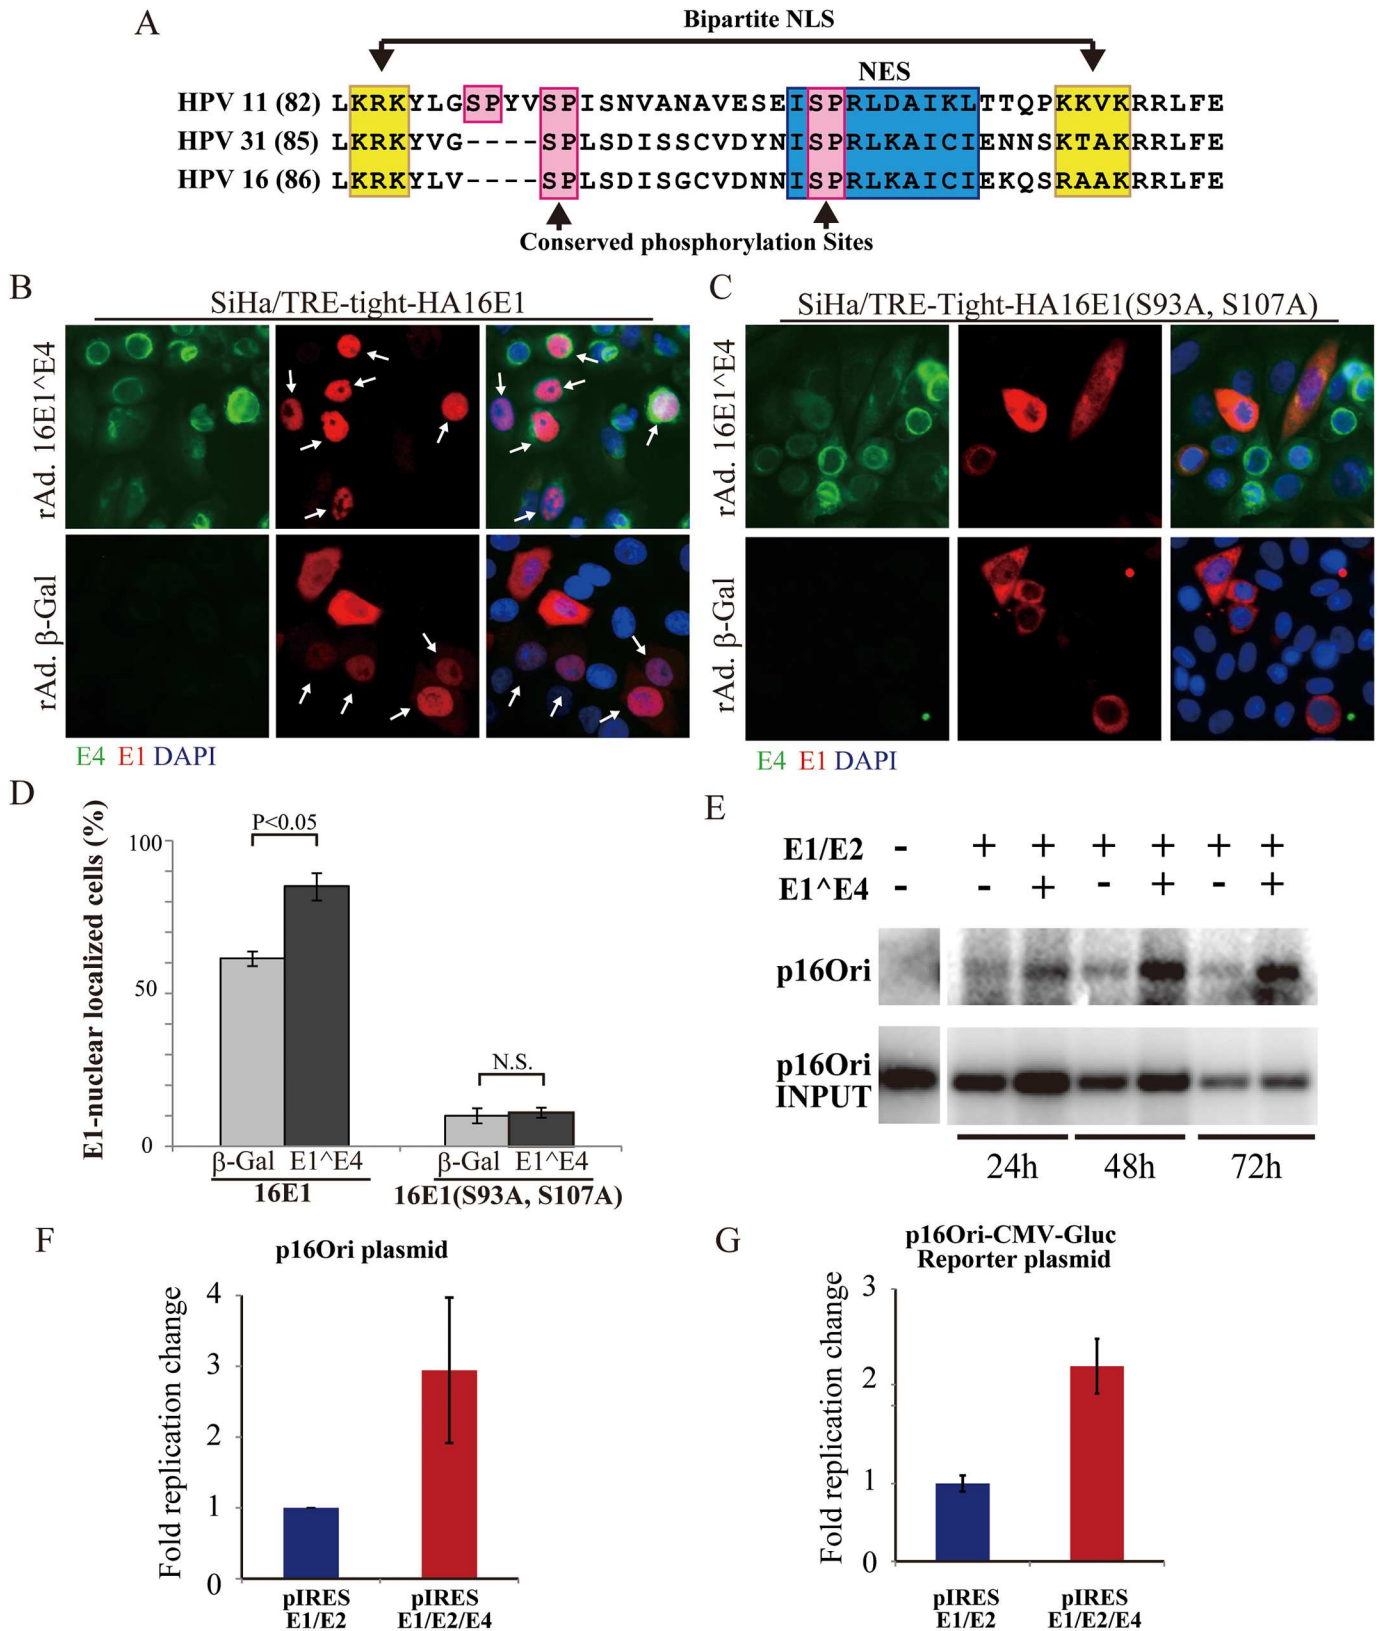 A
Bipartite NLS
NES
HPV 11 (82) LKRKYLGSPYVSPISNVANAVESEISPRLDAIKLTTQPKKVKRRLFE
HPV 31 (85) LKRKYVG----SPLSDISSCVDYNISPRLKAICIENNSKTAKRRLFE
HPV 16 (86) LKRKYLV----SPLSDISGCVDNNISPRLKAICIEKQSRAAKRRLFE
Conserved phosphorylation Sites
B
SiHa/TRE-tight-HA16E1
rAd. 16E1^E4
rAd. β-Gal
E4 E1 DAPI
C
SiHa/TRE-Tight-HA16E1(S93A, S107A)
rAd. 16E1^E4
rAd. β-Gal
E4 E1 DAPI
D
E1-nuclear localized cells (%)
100
50
0
P<0.05
N.S.
β-Gal E1^E4
16E1
β-Gal E1^E4
16E1(S93A, S107A)
E
E1/E2 - + + + + + +
E1^E4 - - + - + - +
p16Ori
p16Ori
INPUT
24h 48h 72h
F
p16Ori plasmid
Fold replication change
4
3
2
1
0
pIRES
E1/E2
pIRES
E1/E2/E4
G
p16Ori-CMV-Gluc
Reporter plasmid
Fold replication change
3
2
1
0
pIRES
E1/E2
pIRES
E1/E2/E4